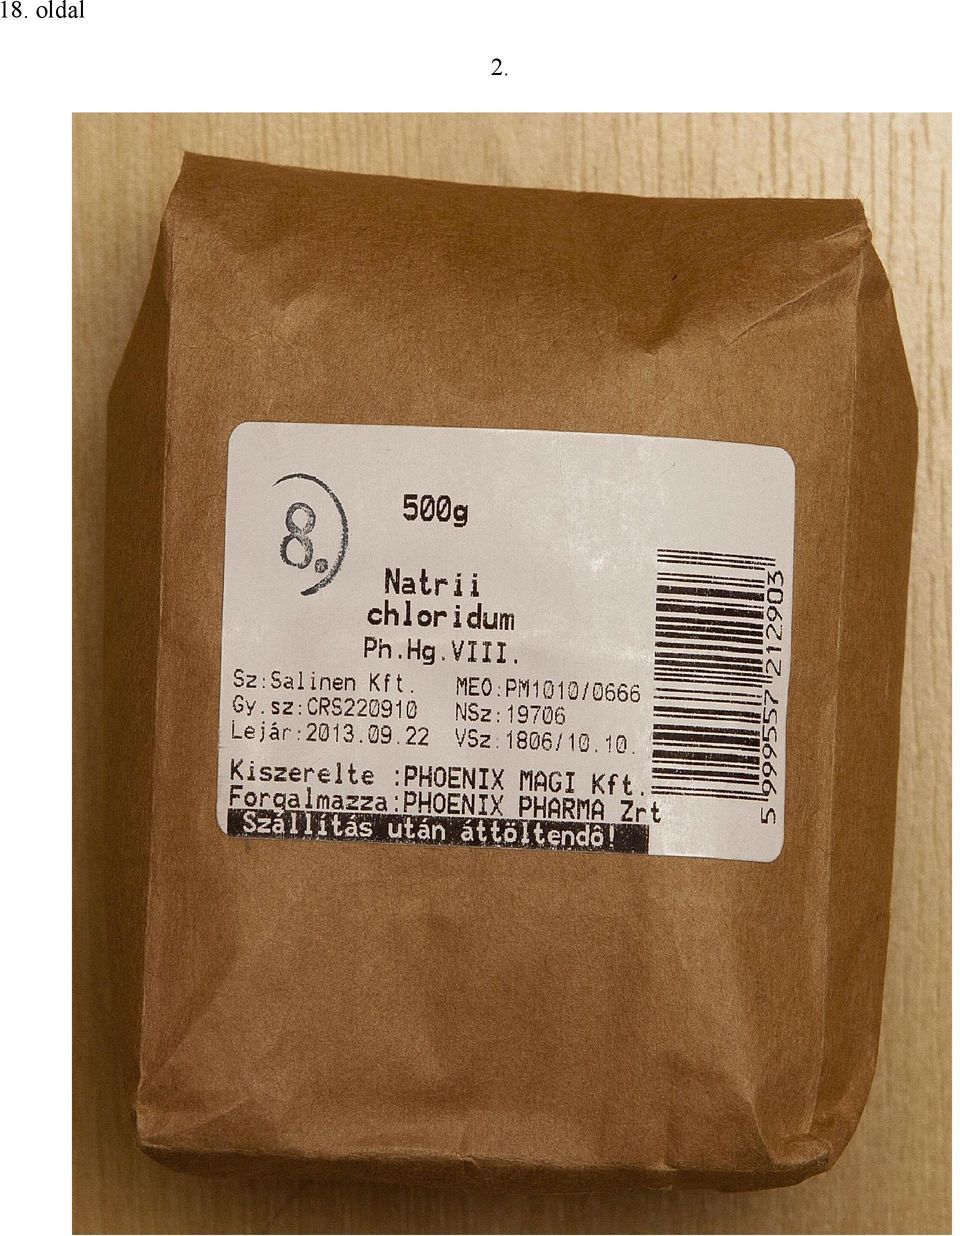 18. oldal
2.
8.
500g
Natrii
chloridum
Ph.Hg.VIII.
Sz:Salinen Kft. MEO:PM1010/0666
Gy.sz:CRS220910 NSz:19706
Lejár:2013.09.22 VSz:1806/10.10.
Kiszerelte :PHOENIX MAGI Kft.
Forgalmazza:PHOENIX PHARMA Zrt
Szállítás után áttöltendő!
5 999557 212903